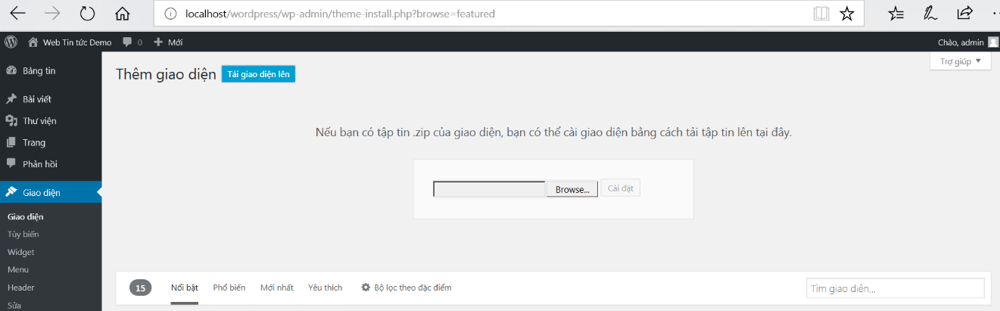 localhost/wordpress/wp-admin/theme-install.php?browse=featured
Web Tin tức Demo 0 Mới Chào, admin
Trợ giúp
Thêm giao diện Tải giao diện lên
Bảng tin
Bài viết
Thư viện
Trang
Phản hồi
Giao diện
Giao diện
Tùy biến
Widget
Menu
Header
Sửa
Nếu bạn có tập tin .zip của giao diện, bạn có thể cài giao diện bằng cách tải tập tin lên tại đây.
Browse... Cài đặt
15 Nổi bật Phổ biến Mới nhất Yêu thích Bộ lọc theo đặc điểm Tìm giao diện...